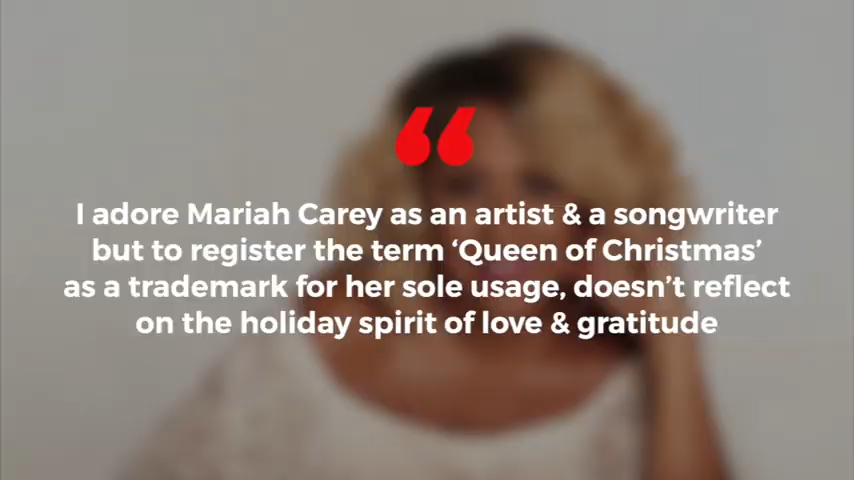 “
I adore Mariah Carey as an artist & a songwriter
but to register the term ‘Queen of Christmas’
as a trademark for her sole usage, doesn’t reflect
on the holiday spirit of love & gratitude